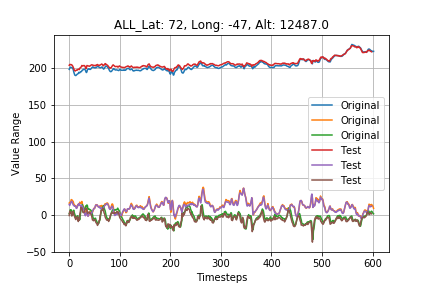 ALL_Lat: 72, Long: -47, Alt: 12487.0
Value Range
200
150
100
50
0
−50
Original
Original
Original
Test
Test
Test
0 100 200 300 400 500 600
Timesteps